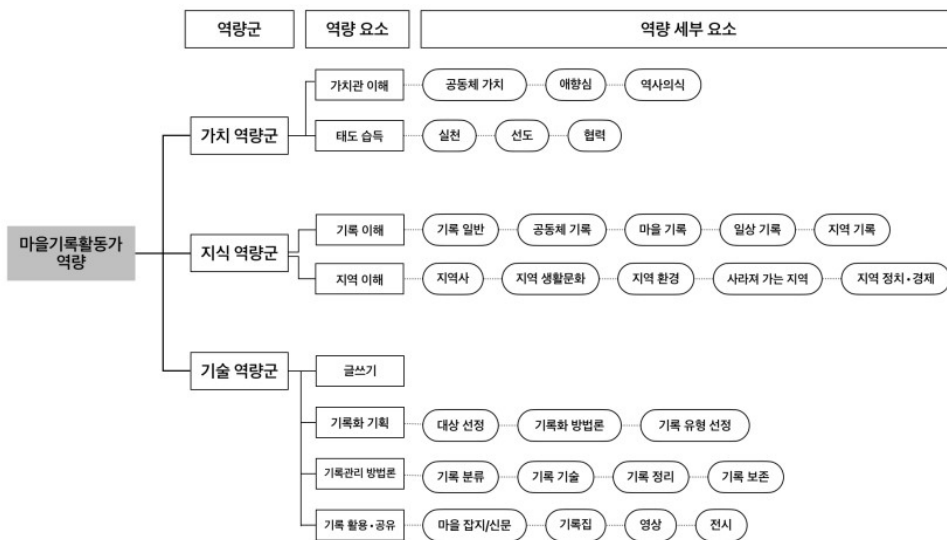 역량군 역량 요소 역량 세부 요소
가치관 이해 공동체 가치 애향심 역사의식
가치 역량군
태도 습득 실천 선도 협력
마을기록활동가
역량
기록 이해 기록 일반 공동체 기록 마을 기록 일상 기록 지역 기록
지식 역량군
지역 이해 지역사 지역 생활문화 지역 환경 사라져 가는 지역 지역 정치·경제
기술 역량군 글쓰기
기록화 기획 대상 선정 기록화 방법론 기록 유형 선정
기록관리 방법론 기록 분류 기록 기술 기록 정리 기록 보존
기록 활용·공유 마을 잡지/신문 기록집 영상 전시